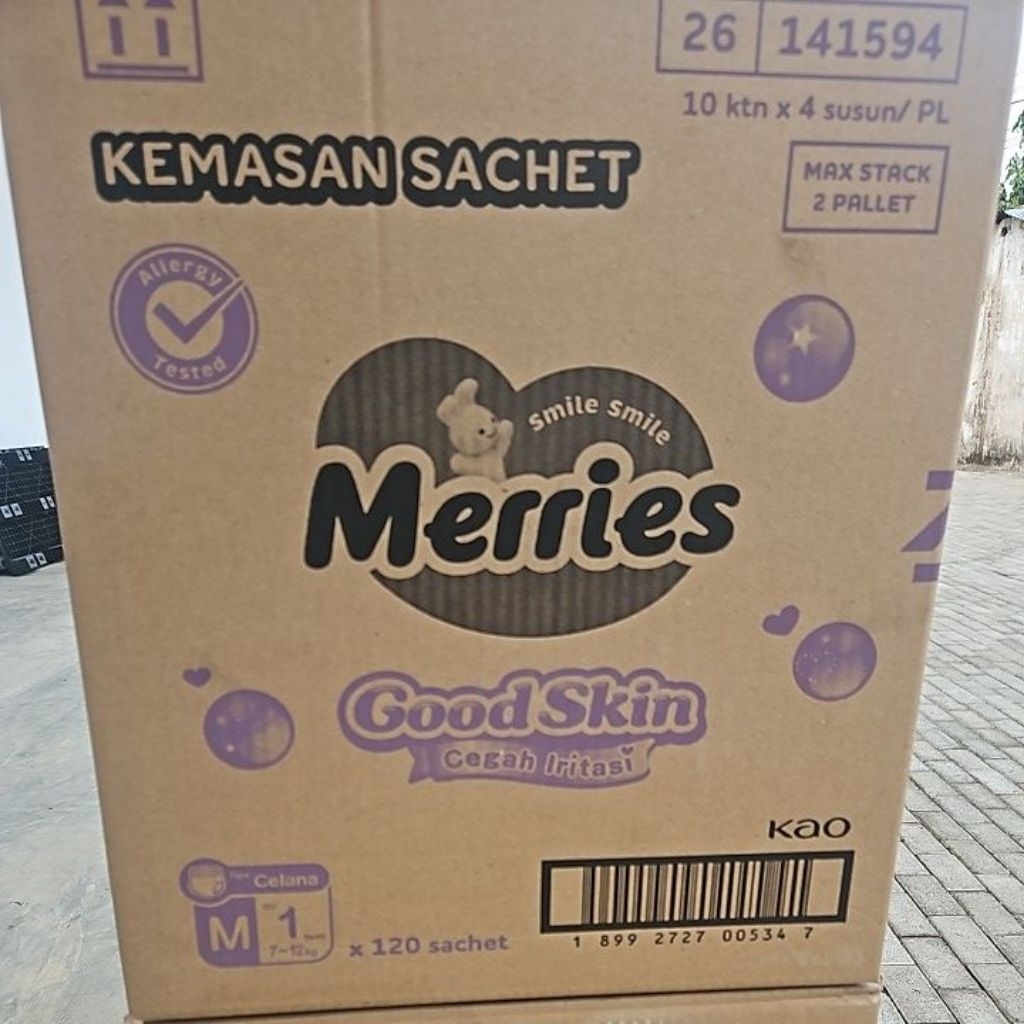 26 141594
10 ktn x 4 susun/ PL
KEMASAN SACHET
MAX STACK
2 PALLET
Allergy
Tested
Smile Smile
Merries
Good Skin
Cegah Iritasi
Kao
Celana
M 1
7-12kg
x 120 sachet
1 899 2727 00534 7